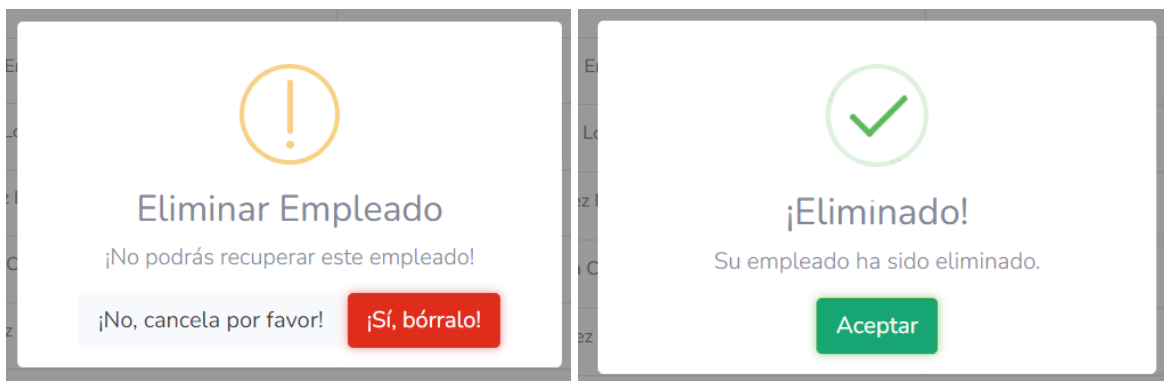 Eliminar Empleado
¡No podrás recuperar este empleado!
¡No, cancela por favor!
¡Sí, bórralo!
¡Eliminado!
Su empleado ha sido eliminado.
Aceptar